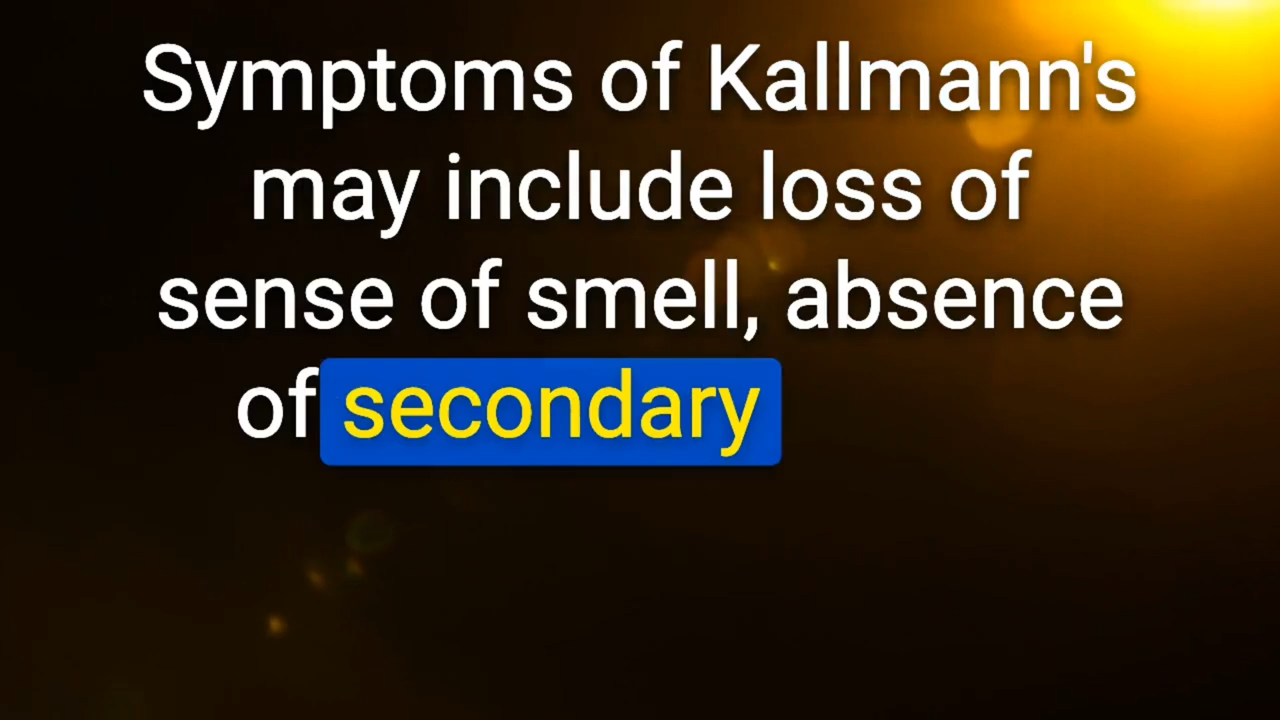 Symptoms of Kallmann's
may include loss of
sense of smell, absence
of secondary